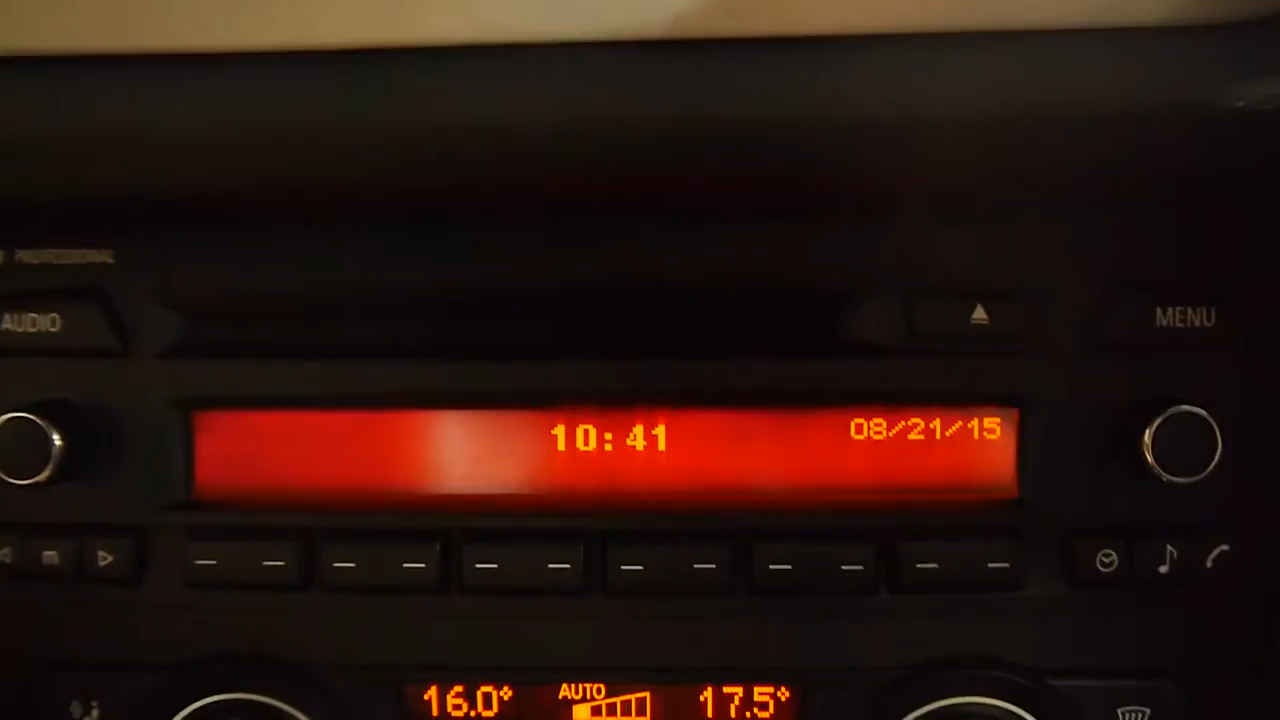 PROFESSIONAL
AUDIO
MENU
10:41
08/21/15
16.0°
AUTO
17.5°